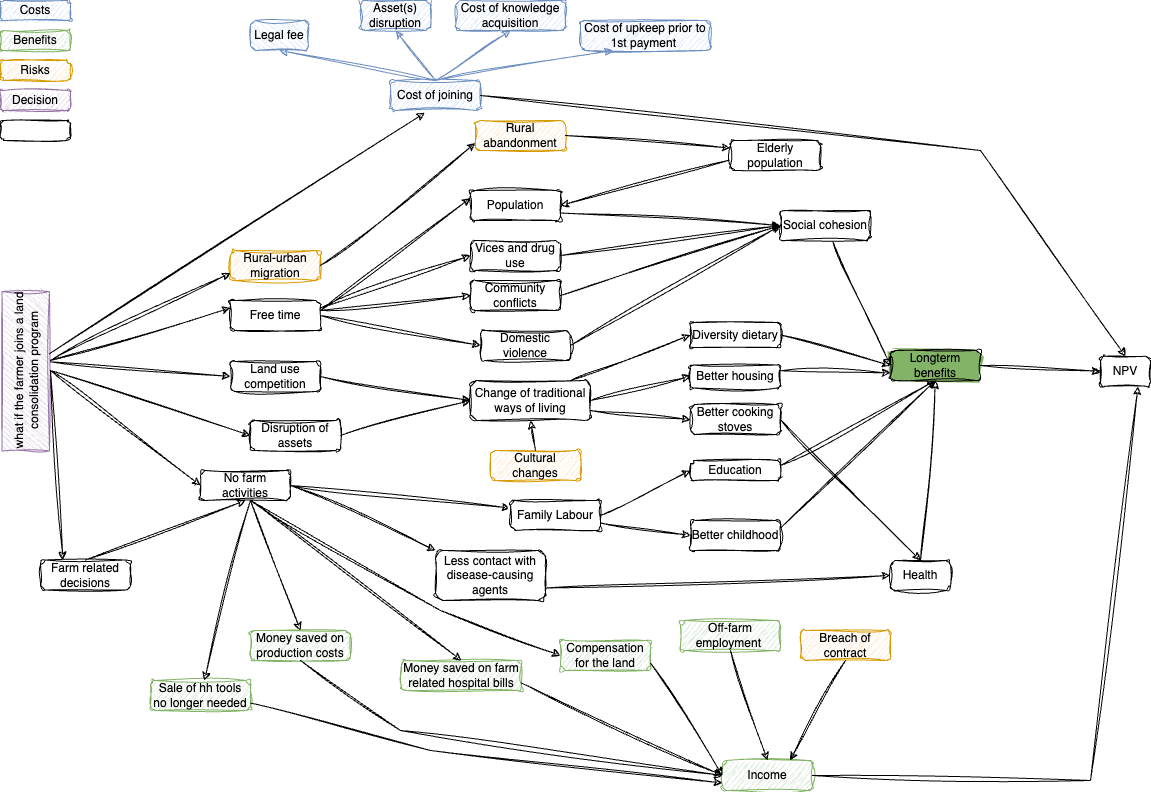 Costs
Benefits
Risks
Decision
Legal fee
Asset(s)
disruption
Cost of knowledge
acquisition
Cost of upkeep prior to
1st payment
Cost of joining
Rural
abandonment
Elderly
population
Population
Social cohesion
Rural-urban
migration
Vices and drug
use
Community
conflicts
Free time
Domestic
violence
Diversity dietary
what if the farmer joins a land
consolidation program
Land use
competition
Better housing
Longterm
benefits
NPV
Change of traditional
ways of living
Better cooking
stoves
Disruption of
assets
Cultural
changes
Education
No farm
activities
Family Labour
Better childhood
Farm related
decisions
Less contact with
disease-causing
agents
Health
Money saved on
production costs
Off-farm
employment
Breach of
contract
Compensation
for the land
Money saved on farm
related hospital bills
Sale of hh tools
no longer needed
Income